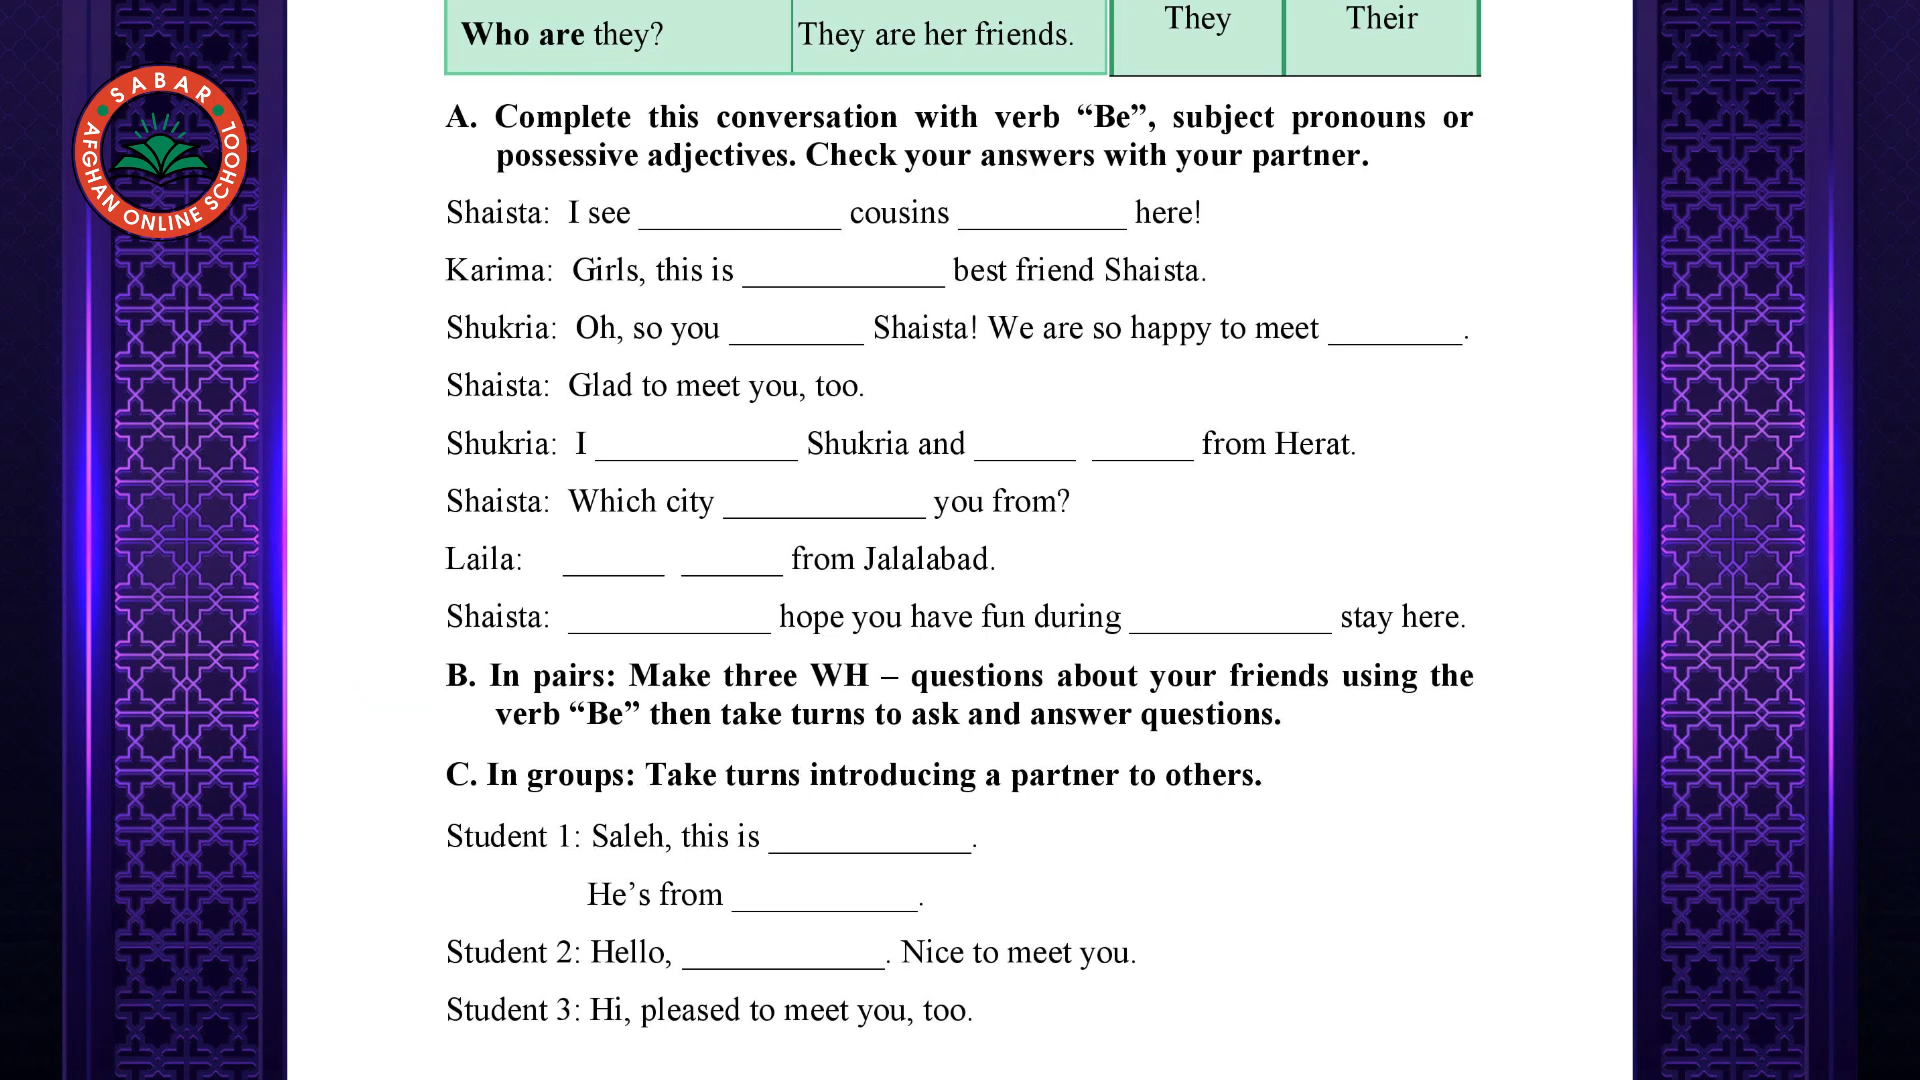 Who are they? They are her friends. They Their
SABAR
AFGHAN ONLINE SCHOOL
A. Complete this conversation with verb “Be”, subject pronouns or
possessive adjectives. Check your answers with your partner.
Shaista: I see ____________ cousins __________ here!
Karima: Girls, this is ____________ best friend Shaista.
Shukria: Oh, so you ________ Shaista! We are so happy to meet ________.
Shaista: Glad to meet you, too.
Shukria: I ____________ Shukria and ______ ______ from Herat.
Shaista: Which city ____________ you from?
Laila: ______ ______ from Jalalabad.
Shaista: ____________ hope you have fun during ____________ stay here.
B. In pairs: Make three WH – questions about your friends using the
verb “Be” then take turns to ask and answer questions.
C. In groups: Take turns introducing a partner to others.
Student 1: Saleh, this is ____________.
He’s from ___________.
Student 2: Hello, ____________. Nice to meet you.
Student 3: Hi, pleased to meet you, too.